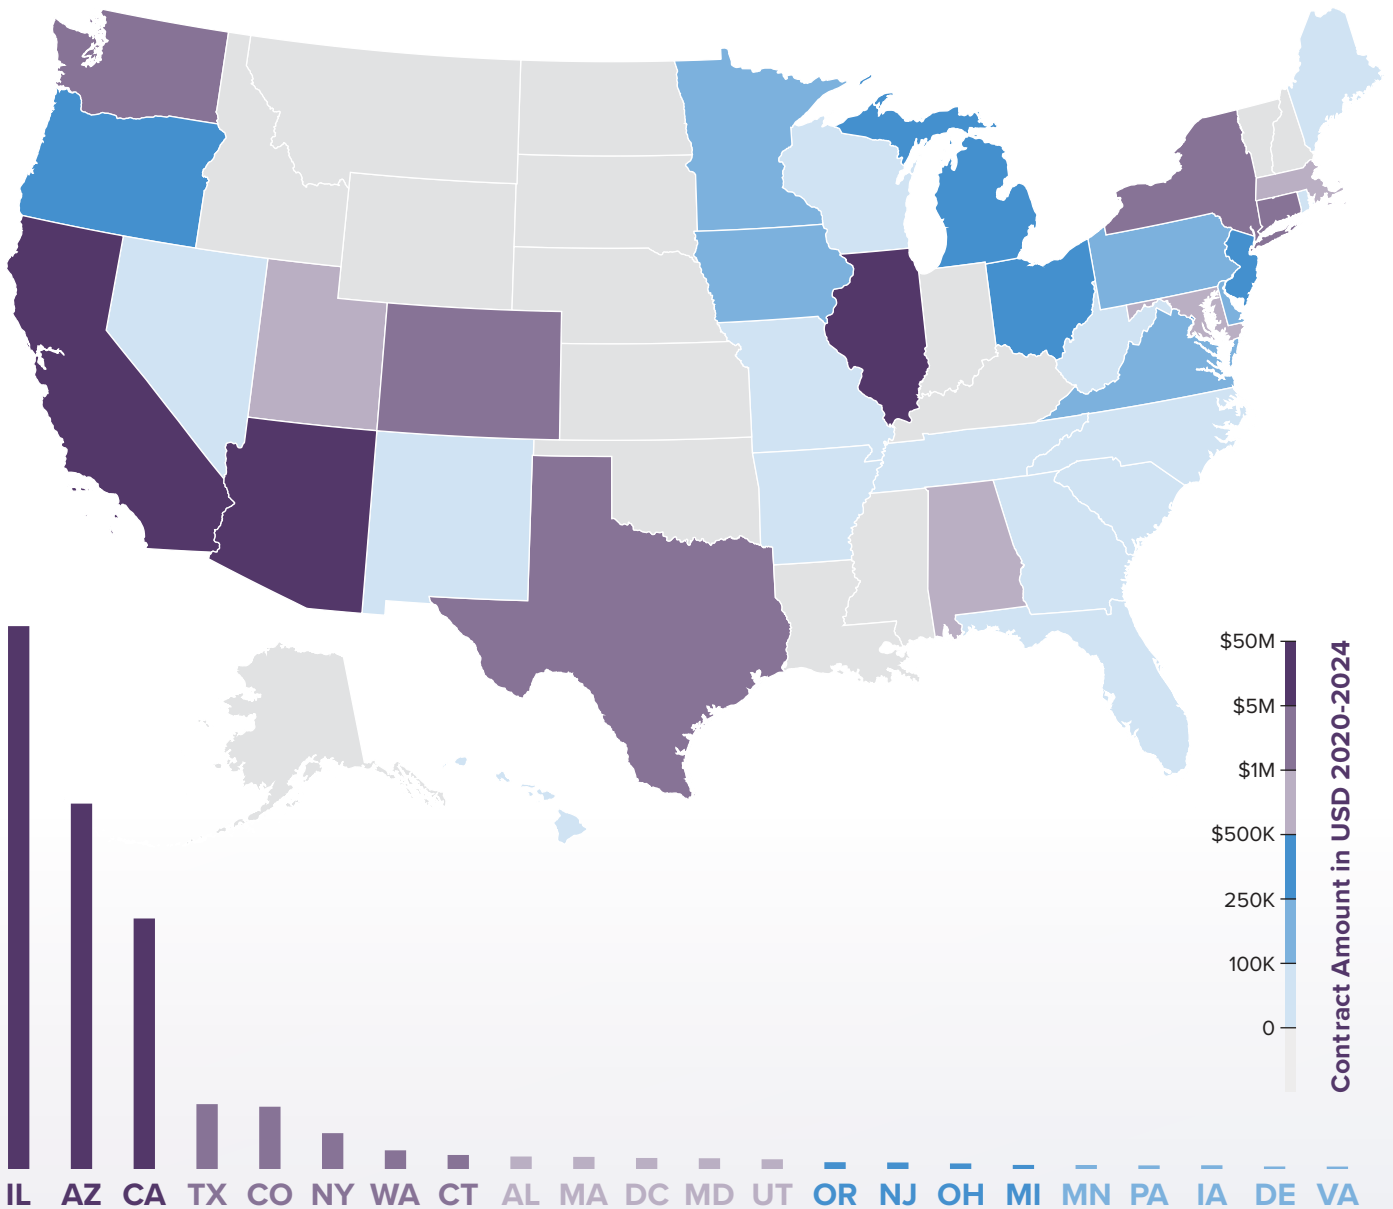 $50M
$5M
$1M
$500K
250K
100K
0
Contract Amount in USD 2020-2024
IL AZ CA TX CO NY WA CT AL MA DC MD UT OR NJ OH MI MN PA IA DE VA